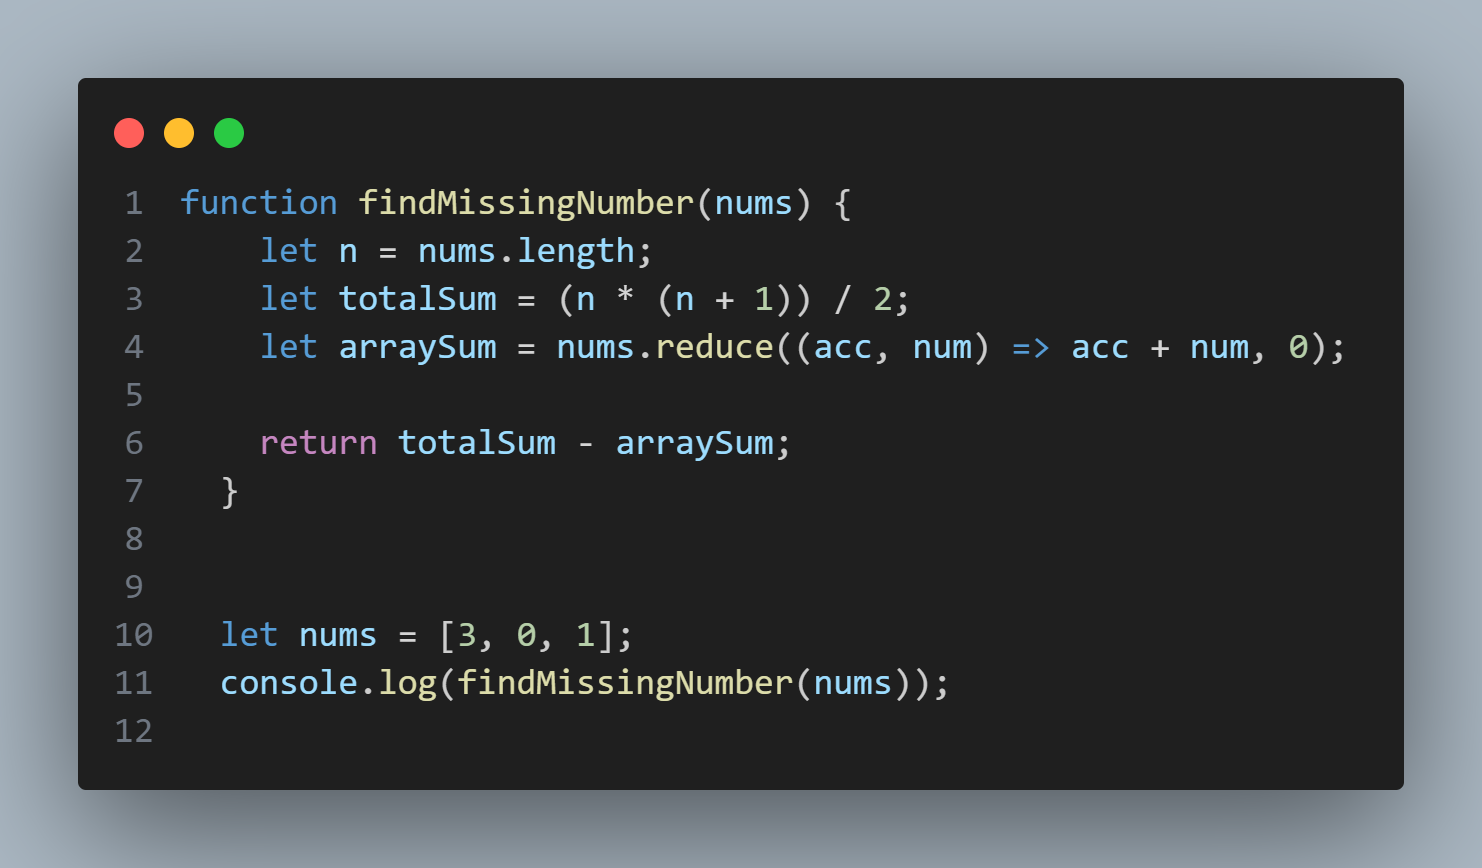 1 function findMissingNumber(nums) {
2     let n = nums.length;
3     let totalSum = (n * (n + 1)) / 2;
4     let arraySum = nums.reduce((acc, num) => acc + num, 0);
5
6     return totalSum - arraySum;
7   }
8
9
10   let nums = [3, 0, 1];
11   console.log(findMissingNumber(nums));
12